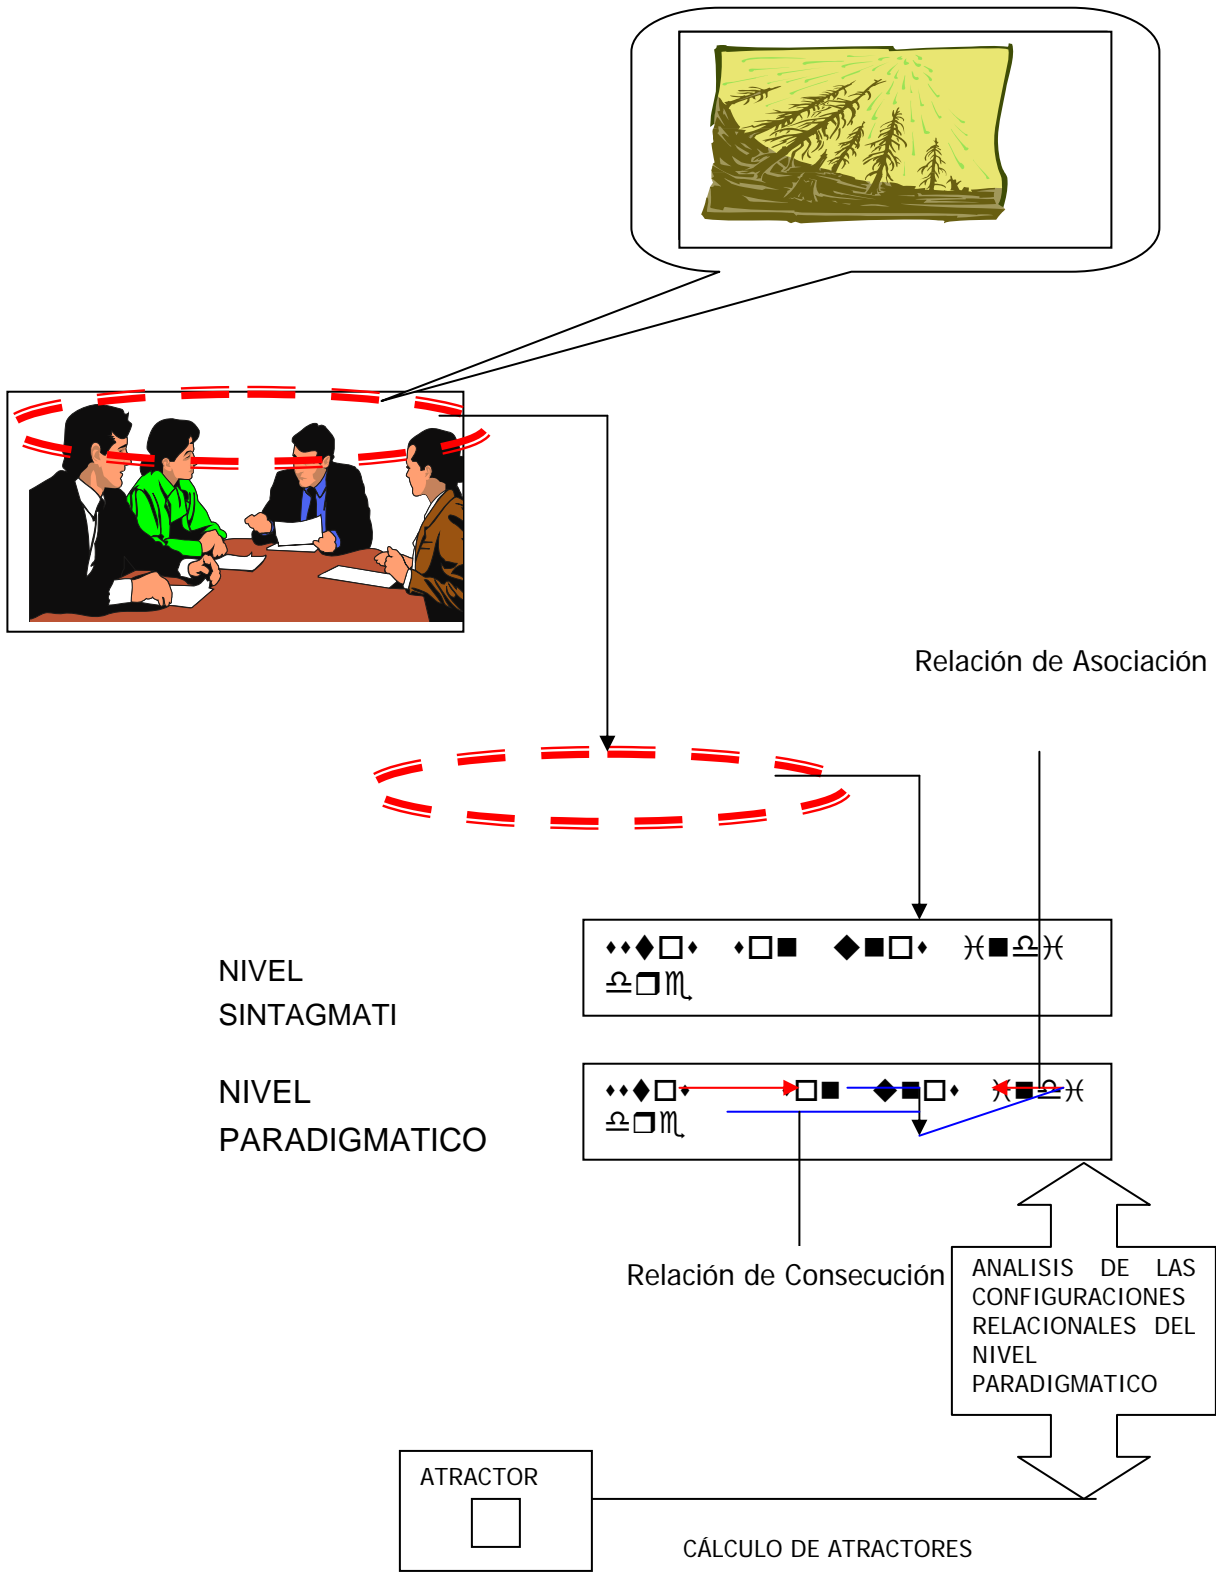 Relación de Asociación
NIVEL
SINTAGMATI
⬧⬧⬥◻⬧ ⬧◻◼ ◆◼◻⬧ ♓◼♎♓
♎❒♏
NIVEL
PARADIGMATICO
⬧⬧⬥◻⬧ ⬧◻◼ ◆◼◻⬧ ♓◼♎♓
♎❒♏
Relación de Consecución
ANALISIS DE LAS
CONFIGURACIONES
RELACIONALES DEL
NIVEL
PARADIGMATICO
ATRACTOR
CÁLCULO DE ATRACTORES